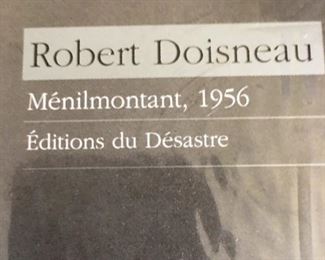 Robert Doisneau
Ménilmontant, 1956
Éditions du Désastre